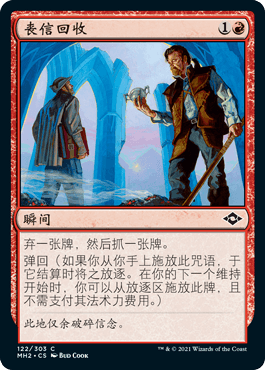 丧信回收 1
瞬间
弃一张牌，然后抓一张牌。
弹回（如果你从你手上施放此咒语，于
它结算时将之放逐。在你的下一个维持
开始时，你可以从放逐区施放此牌，且
不需支付其法术力费用。）
此地仅余破碎信念。
122/303 C
MH2 • CS Bud Cook
™ & © 2021 Wizards of the Coast